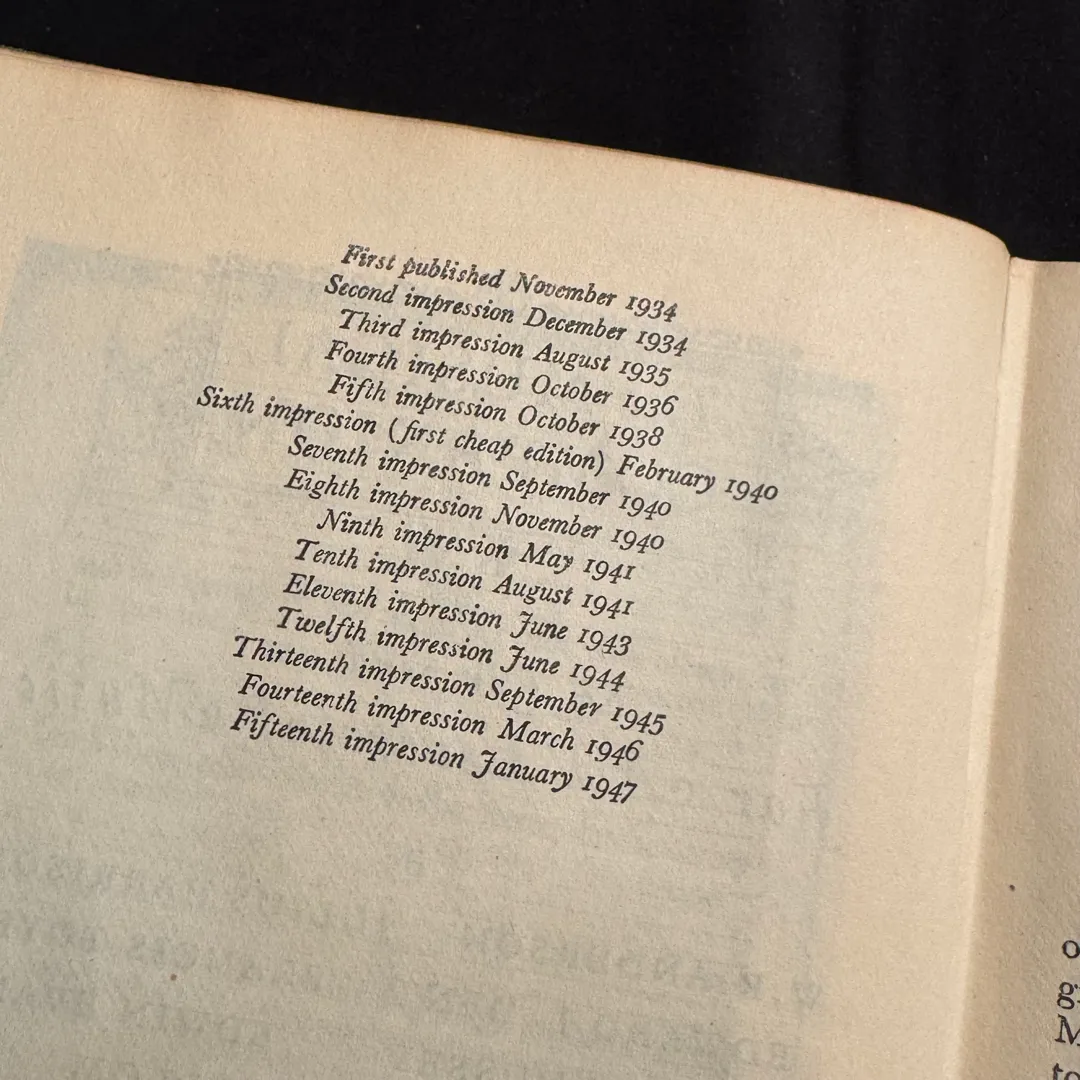 First published November 1934
Second impression December 1934
Third impression August 1935
Fourth impression October 1936
Fifth impression October 1938
Sixth impression (first cheap edition) February 1940
Seventh impression September 1940
Eighth impression November 1940
Ninth impression May 1941
Tenth impression August 1941
Eleventh impression June 1943
Twelfth impression June 1944
Thirteenth impression September 1945
Fourteenth impression March 1946
Fifteenth impression January 1947